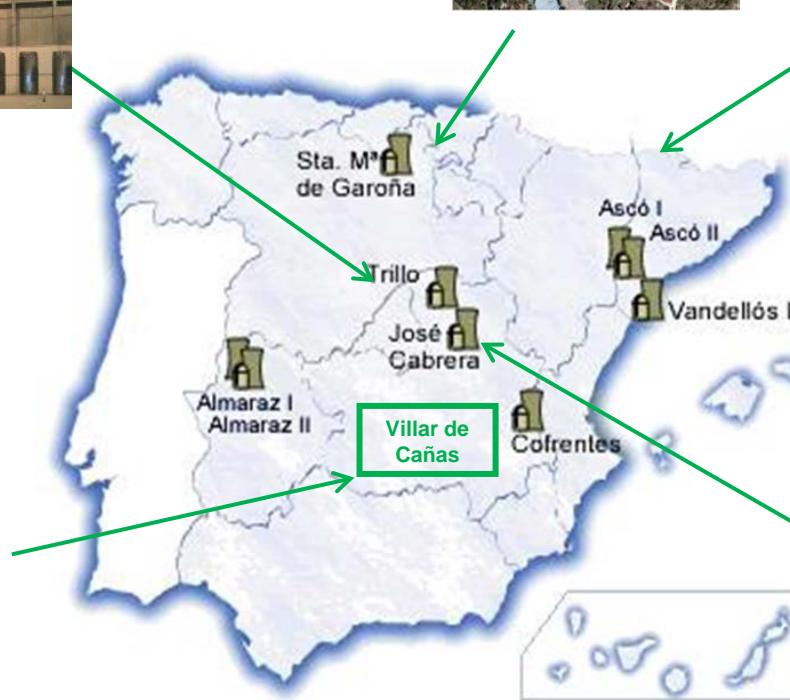 Sta. Mª
de Garoña
Ascó I
Ascó II
Trillo
Vandellós
José
Cabrera
Almaraz I
Almaraz II
Villar de
Cañas
Cofrentes